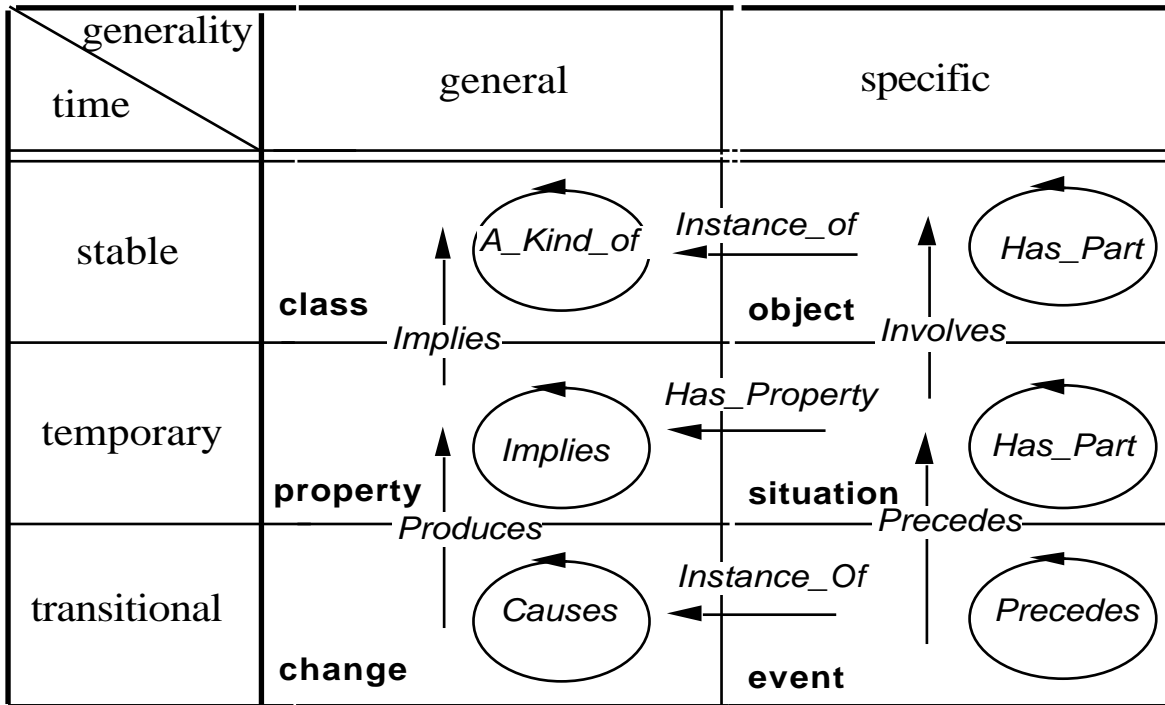 generality
time
general
specific
stable
A_Kind_of
Instance_of
Has_Part
class
object
Implies
Involves
temporary
Has_Property
Implies
Has_Part
property
situation
Produces
Precedes
transitional
Instance_Of
Causes
Precedes
change
event